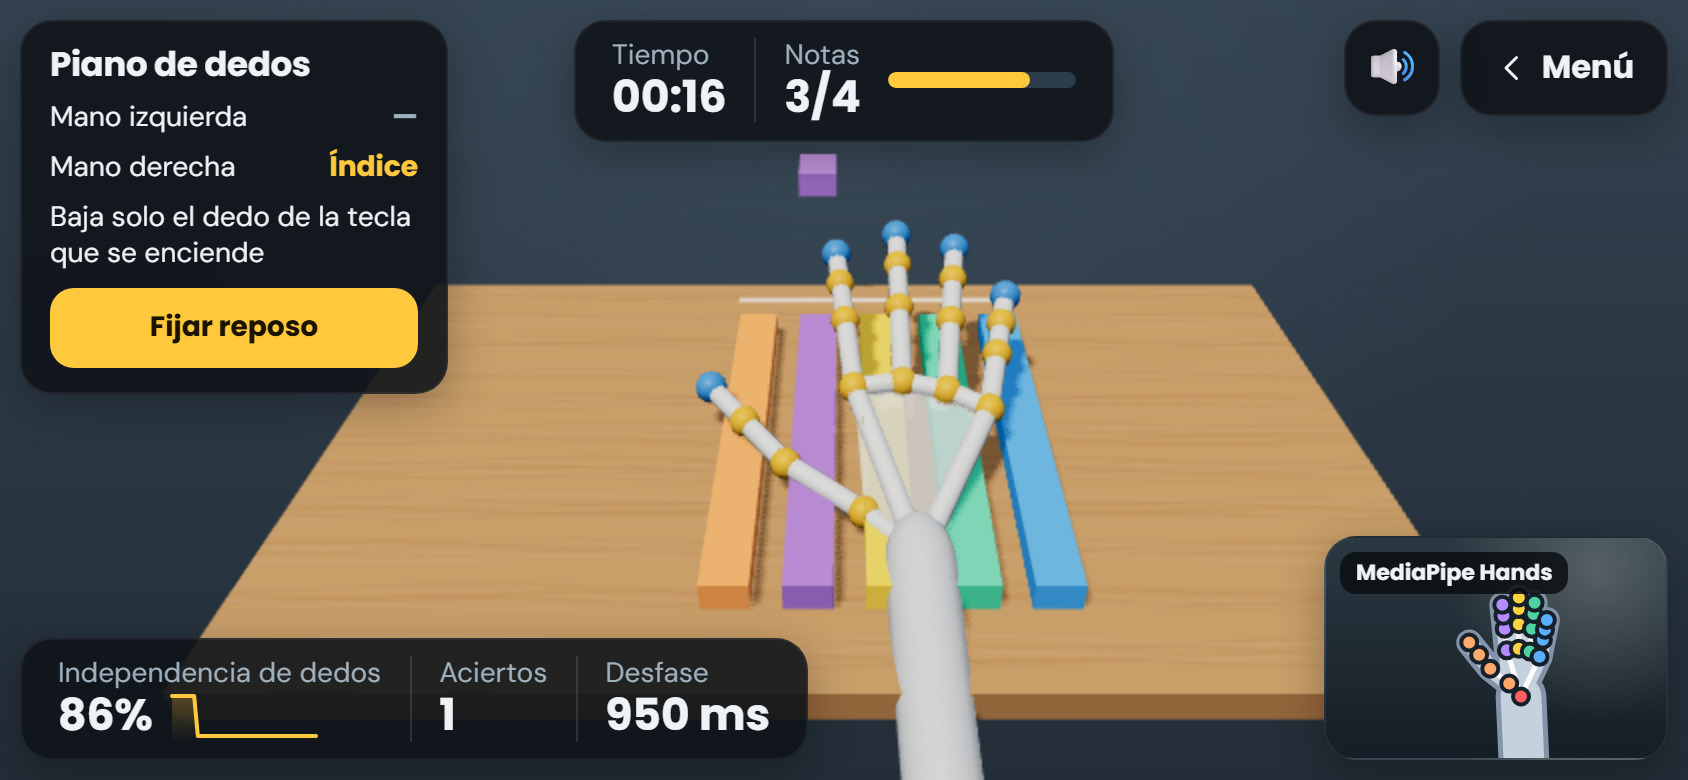 Piano de dedos
Mano izquierda –
Mano derecha Índice
Baja solo el dedo de la tecla
que se enciende
Fijar reposo
Tiempo
00:16
Notas
3/4
Menú
Independencia de dedos
86%
Aciertos
1
Desfase
950 ms
MediaPipe Hands